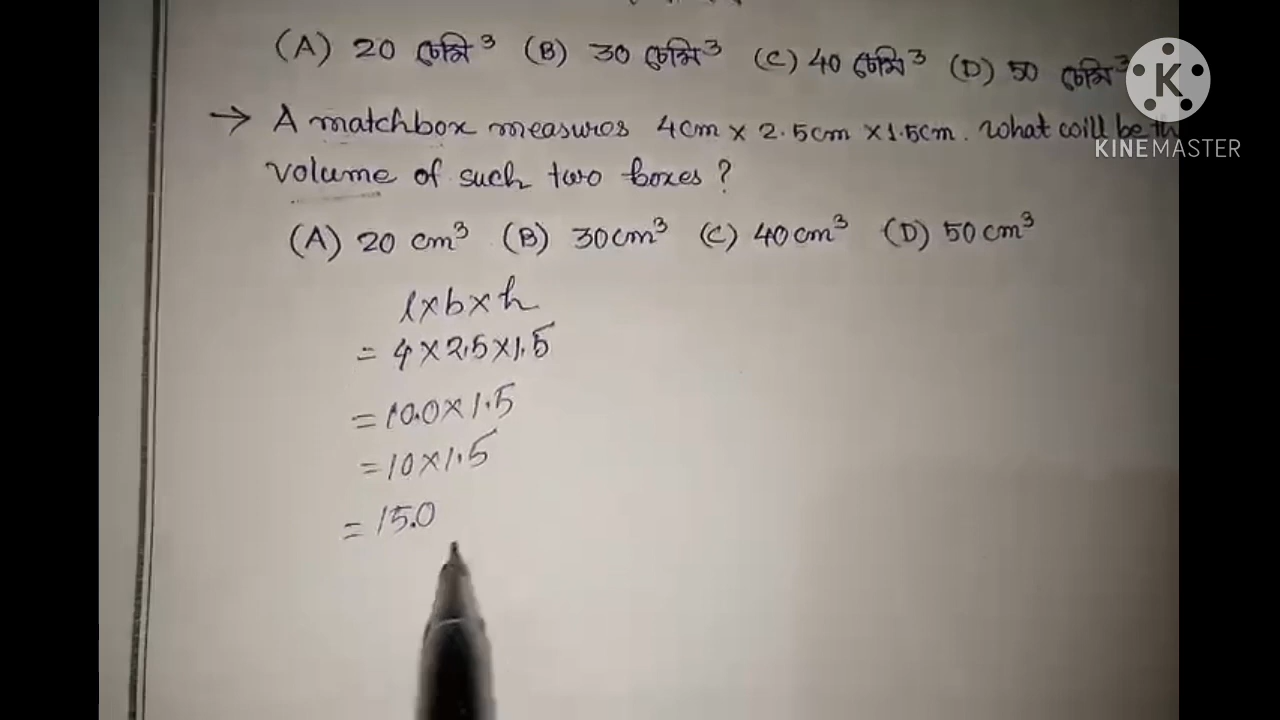 (A) 20 সেমি³ (B) 30 সেমি³ (C) 40 সেমি³ (D) 50 সেমি³
→ A matchbox measures 4cm × 2.5cm × 1.5cm. What will be
volume of such two boxes?
(A) 20 cm³ (B) 30cm³ (C) 40cm³ (D) 50cm³
l×b×h
= 4×2.5×1.5
= 10.0×1.5
= 10×1.5
= 15.0
K
KINEMASTER